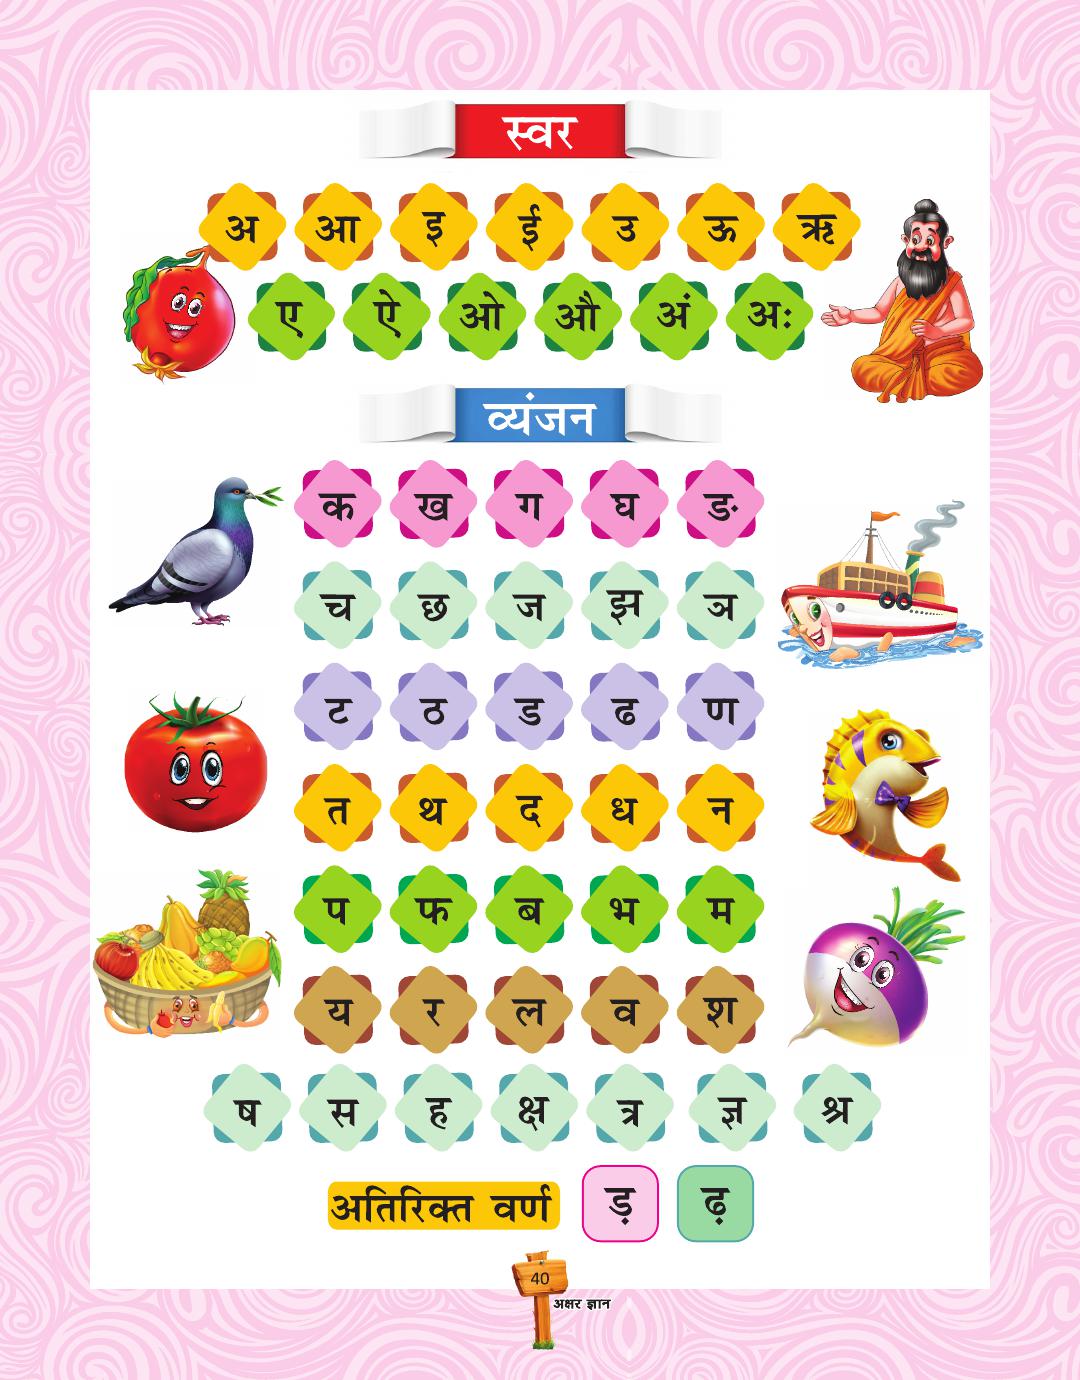 स्वर
अ आ इ ई उ ऊ ऋ
ए ऐ ओ औ अं अः
व्यंजन
क ख ग घ ङ
च छ ज झ ञ
ट ठ ड ढ ण
त थ द ध न
प फ ब भ म
य र ल व श
ष स ह क्ष त्र ज्ञ श्र
अतिरिक्त वर्ण ड़ ढ़
40
अक्षर ज्ञान